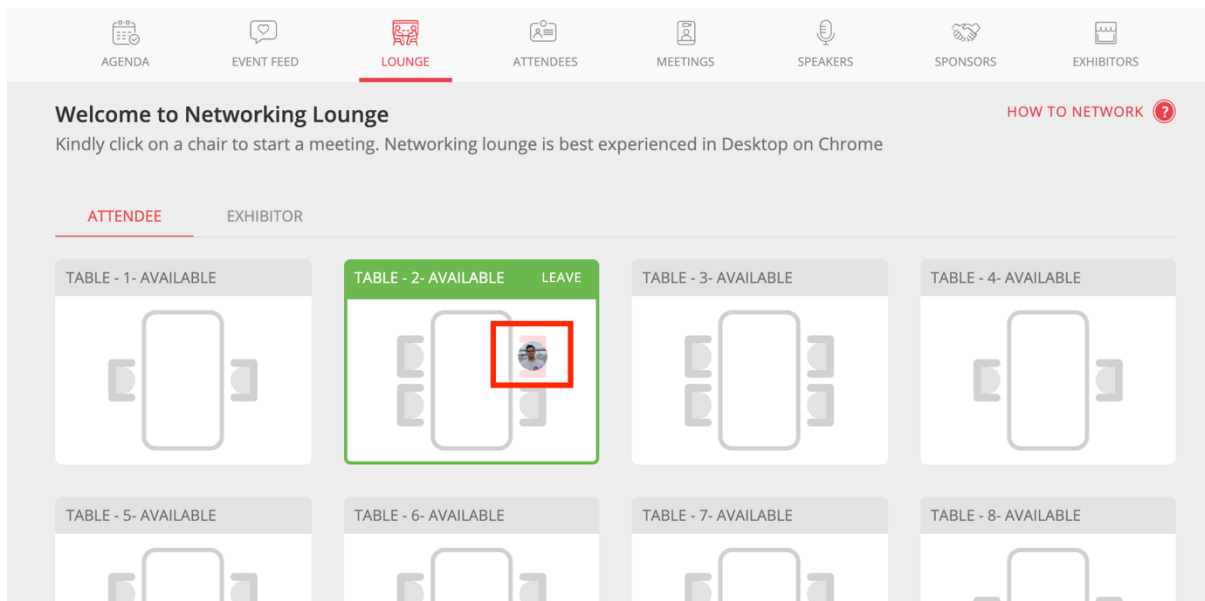 AGENDA
EVENT FEED
LOUNGE
ATTENDEES
MEETINGS
SPEAKERS
SPONSORS
EXHIBITORS
Welcome to Networking Lounge
HOW TO NETWORK ?
Kindly click on a chair to start a meeting. Networking lounge is best experienced in Desktop on Chrome
ATTENDEE
EXHIBITOR
TABLE - 1- AVAILABLE
TABLE - 2- AVAILABLE LEAVE
TABLE - 3- AVAILABLE
TABLE - 4- AVAILABLE
TABLE - 5- AVAILABLE
TABLE - 6- AVAILABLE
TABLE - 7- AVAILABLE
TABLE - 8- AVAILABLE